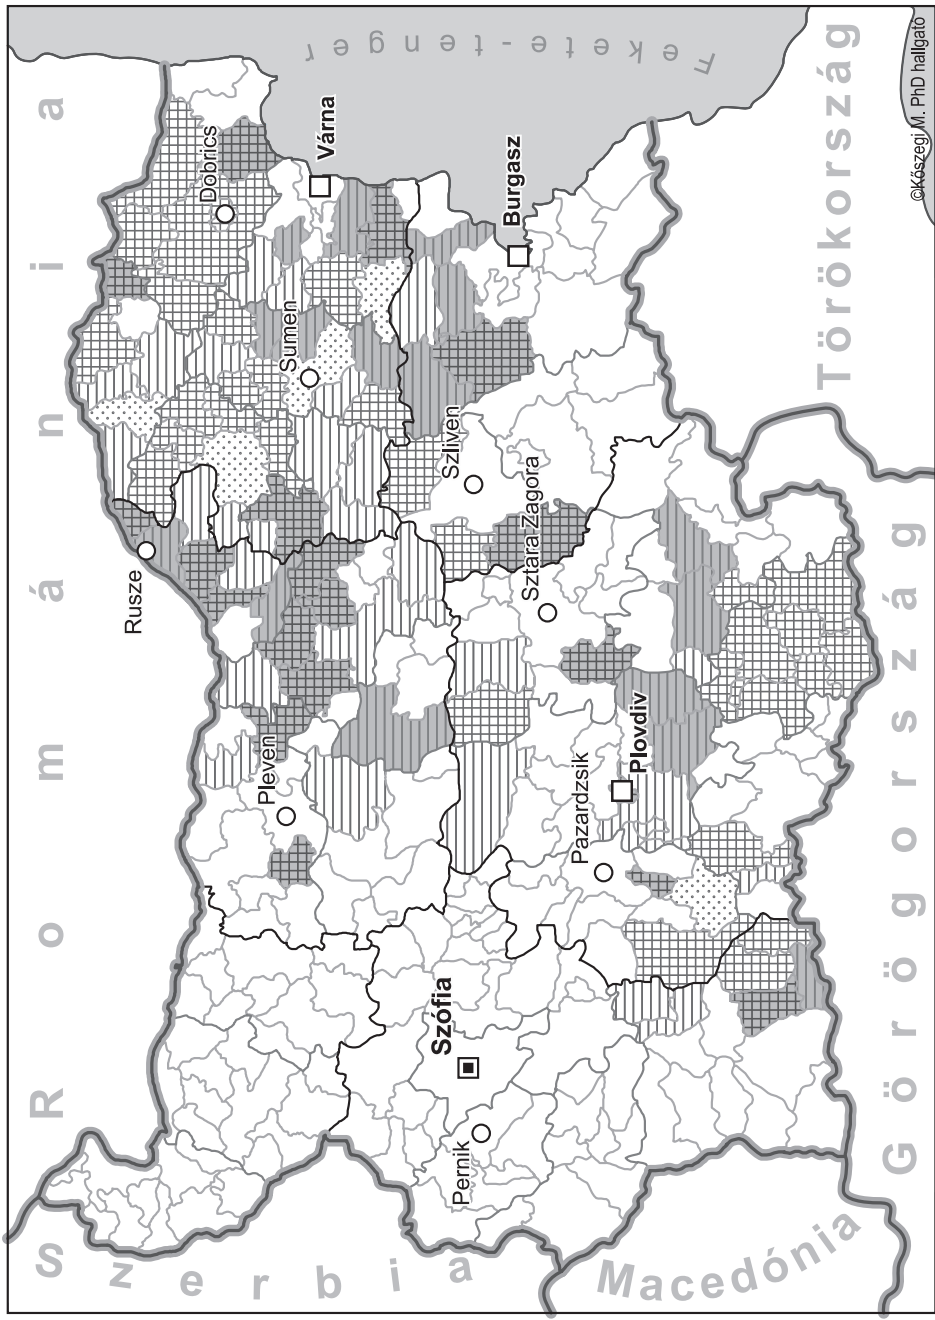 Románia
Szerbia
Macedónia
Görögország
Törökország
Fekete-tenger
Rusze
Dobrics
Várna
Sumen
Pleven
Burgasz
Szliven
Sztara Zagora
Szófia
Pernik
Pazardzsik
Plovdiv
©Kőszegi M. PhD hallgató